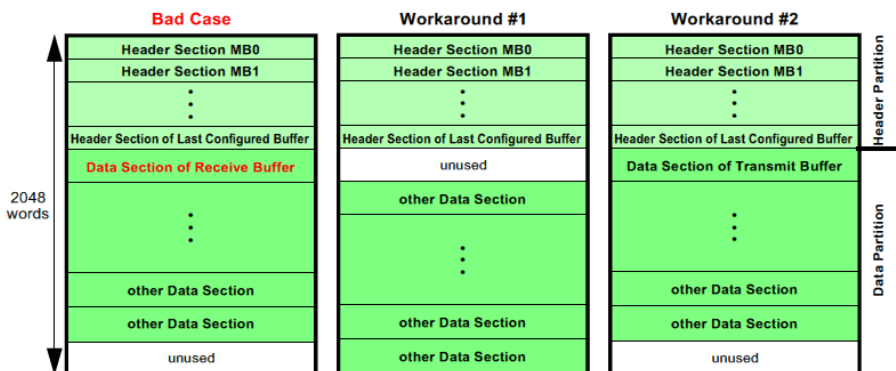 Bad Case
Header Section MB0
Header Section MB1
Header Section of Last Configured Buffer
Data Section of Receive Buffer
other Data Section
other Data Section
unused
2048
words
Workaround #1
Header Section MB0
Header Section MB1
Header Section of Last Configured Buffer
unused
other Data Section
other Data Section
other Data Section
Workaround #2
Header Section MB0
Header Section MB1
Header Section of Last Configured Buffer
Data Section of Transmit Buffer
other Data Section
other Data Section
unused
Header Partition
Data Partition